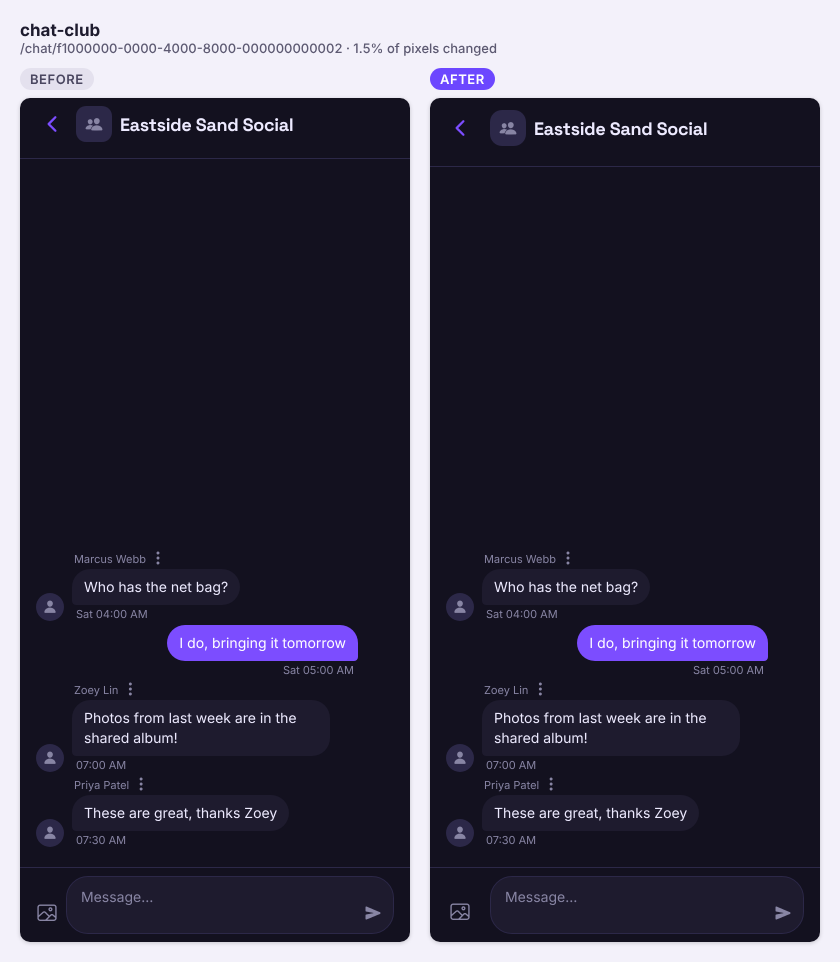 chat-club
/chat/f1000000-0000-4000-8000-000000000002 · 1.5% of pixels changed
BEFORE
Eastside Sand Social
Marcus Webb
Who has the net bag?
Sat 04:00 AM
I do, bringing it tomorrow
Sat 05:00 AM
Zoey Lin
Photos from last week are in the
shared album!
07:00 AM
Priya Patel
These are great, thanks Zoey
07:30 AM
Message...
AFTER
Eastside Sand Social
Marcus Webb
Who has the net bag?
Sat 04:00 AM
I do, bringing it tomorrow
Sat 05:00 AM
Zoey Lin
Photos from last week are in the
shared album!
07:00 AM
Priya Patel
These are great, thanks Zoey
07:30 AM
Message...